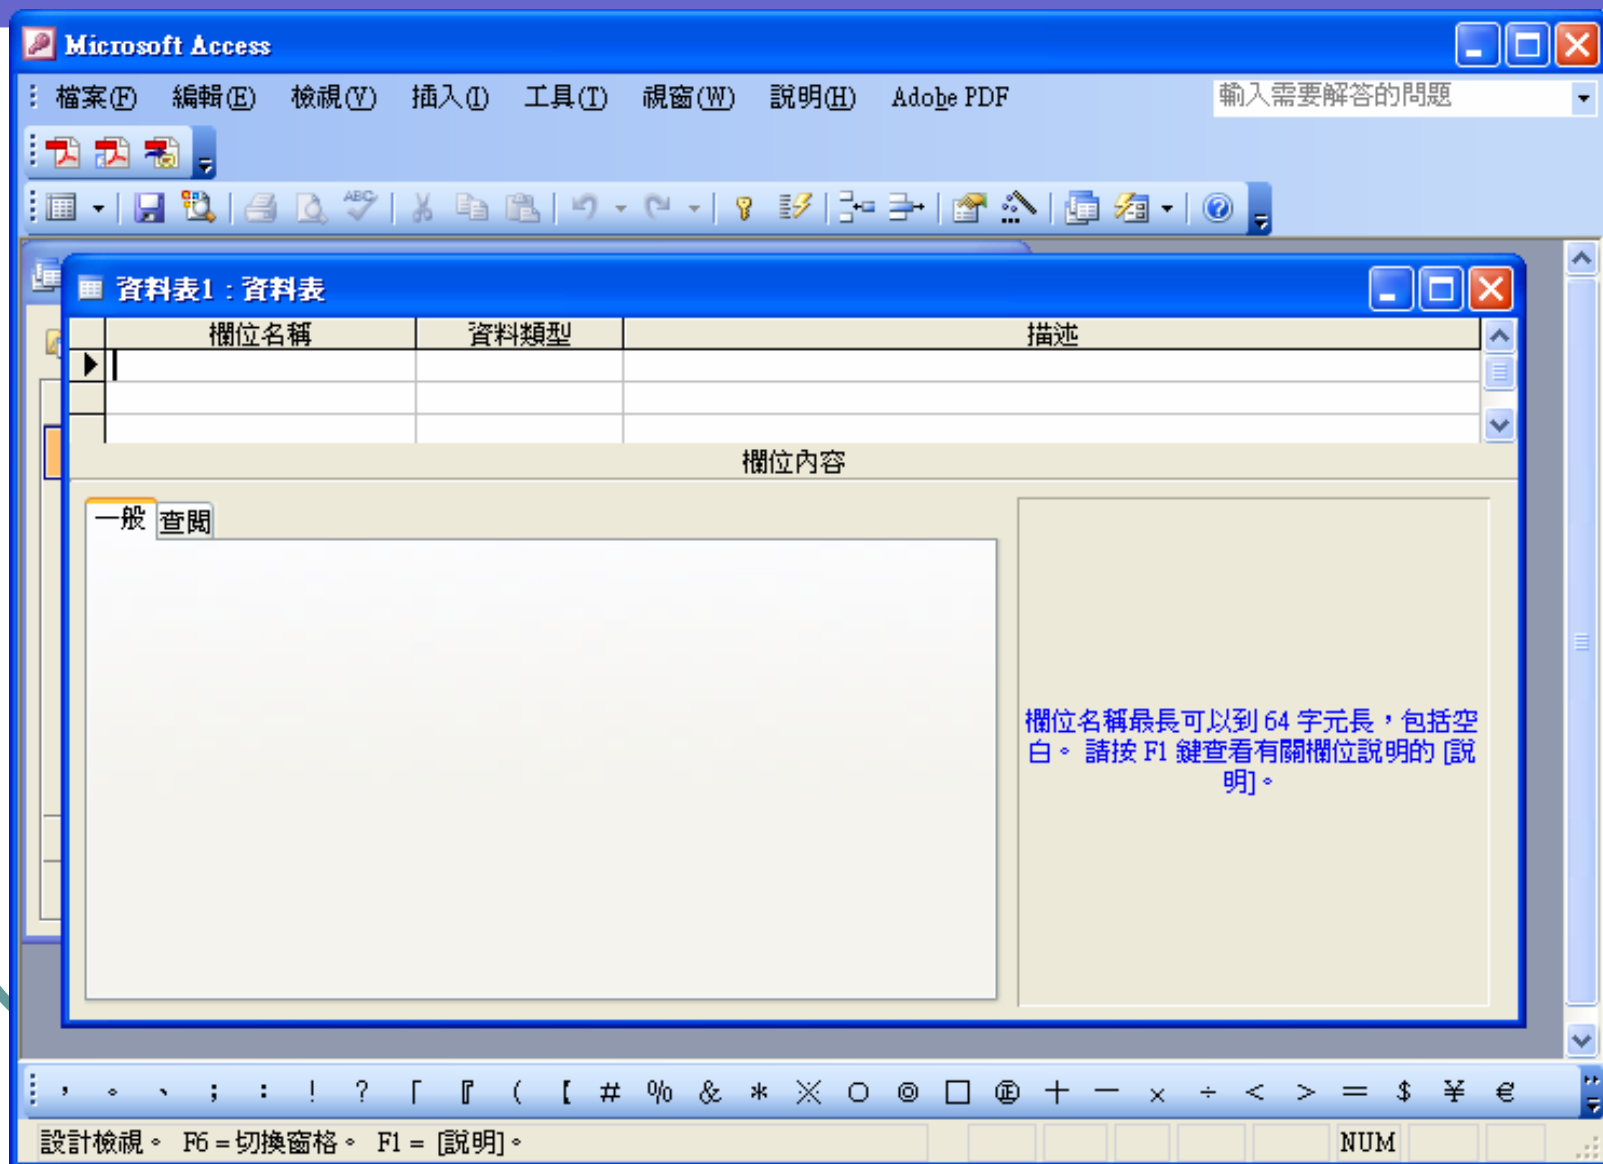 Microsoft Access
檔案(F) 編輯(E) 檢視(V) 插入(I) 工具(T) 視窗(W) 說明(H) Adobe PDF 輸入需要解答的問題
ABC
資料表1 : 資料表
欄位名稱 資料類型 描述
欄位內容
一般 查閱
欄位名稱最長可以到 64 字元長，包括空
白。 請按 F1 鍵查看有關欄位說明的 [說
明]。
， 。 、 ； ： ！ ？ 「 『 （ 【 ＃ ％ ＆ ＊ ※ ○ ◎ □ ㊣ ＋ － × ÷ ＜ ＞ ＝ ＄ ￥ €
設計檢視。 F6 = 切換窗格。 F1 = [說明]。 NUM